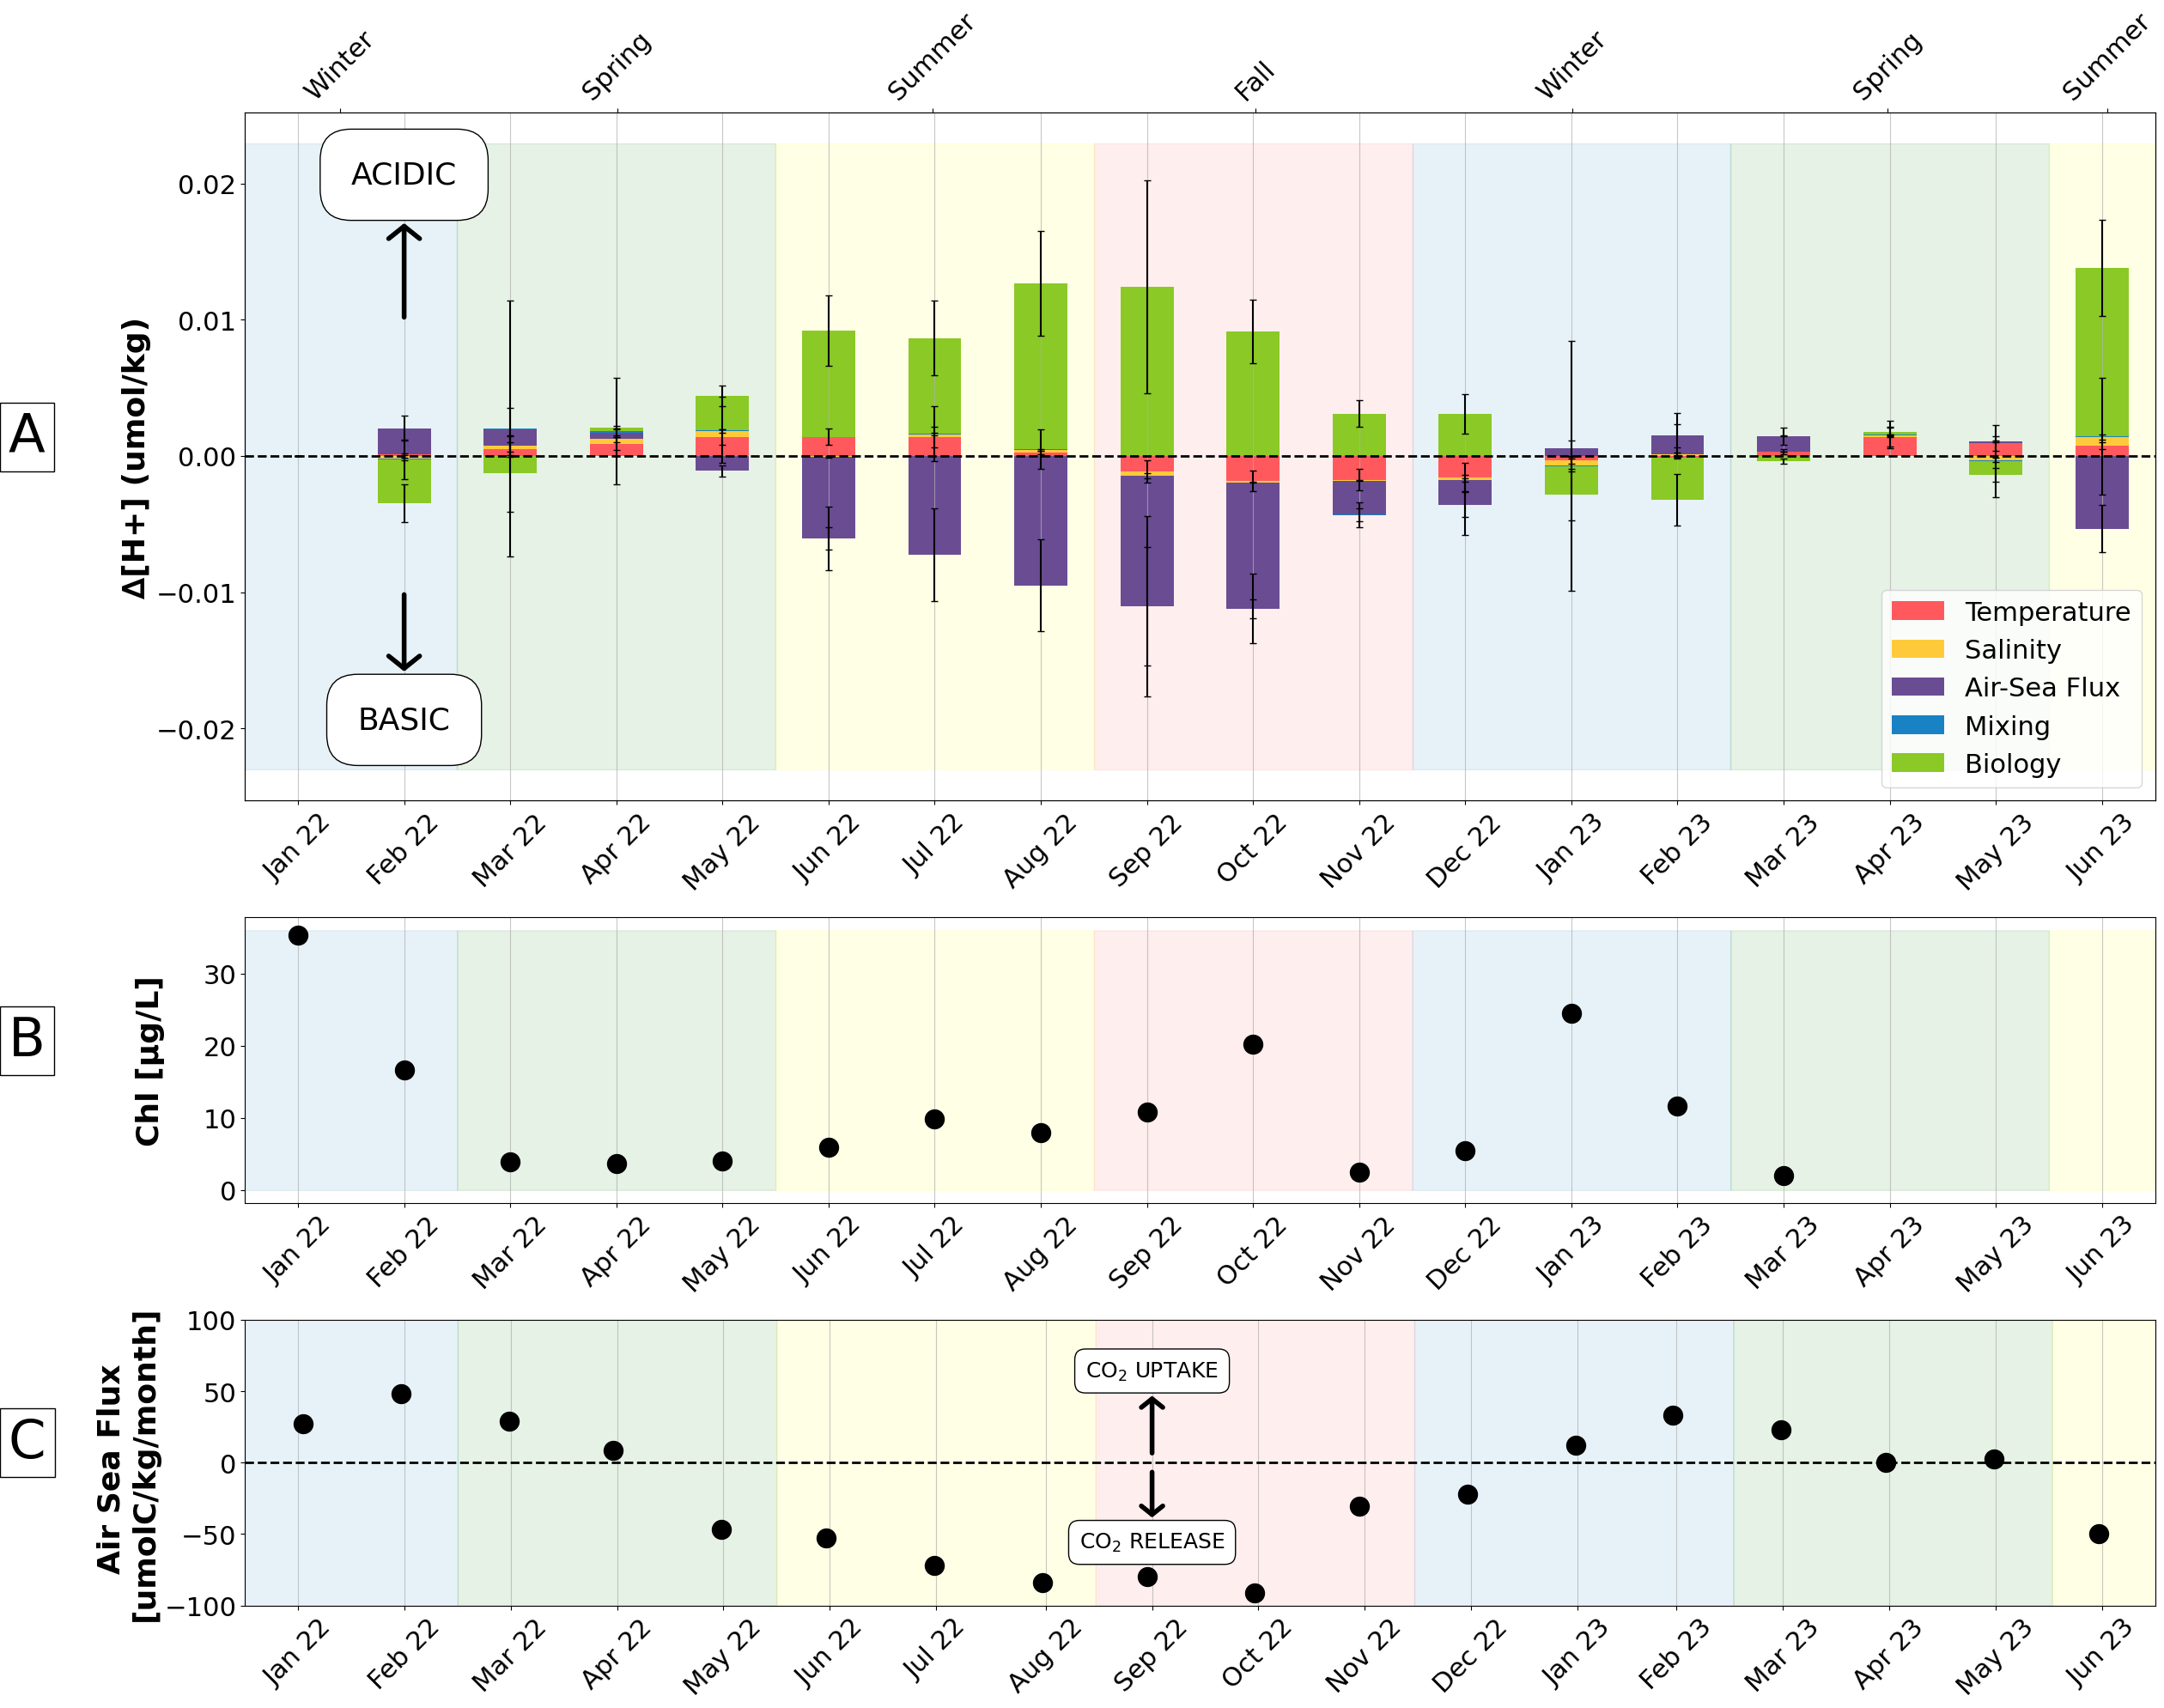 Winter
Spring
Summer
Fall
Winter
Spring
Summer
A
Δ[H+] (umol/kg)
0.02
0.01
0.00
−0.01
−0.02
ACIDIC
BASIC
Temperature
Salinity
Air-Sea Flux
Mixing
Biology
Jan 22
Feb 22
Mar 22
Apr 22
May 22
Jun 22
Jul 22
Aug 22
Sep 22
Oct 22
Nov 22
Dec 22
Jan 23
Feb 23
Mar 23
Apr 23
May 23
Jun 23
B
Chl [µg/L]
30
20
10
0
Jan 22
Feb 22
Mar 22
Apr 22
May 22
Jun 22
Jul 22
Aug 22
Sep 22
Oct 22
Nov 22
Dec 22
Jan 23
Feb 23
Mar 23
Apr 23
May 23
Jun 23
C
Air Sea Flux
[umolC/kg/month]
100
50
0
−50
−100
CO₂ UPTAKE
CO₂ RELEASE
Jan 22
Feb 22
Mar 22
Apr 22
May 22
Jun 22
Jul 22
Aug 22
Sep 22
Oct 22
Nov 22
Dec 22
Jan 23
Feb 23
Mar 23
Apr 23
May 23
Jun 23